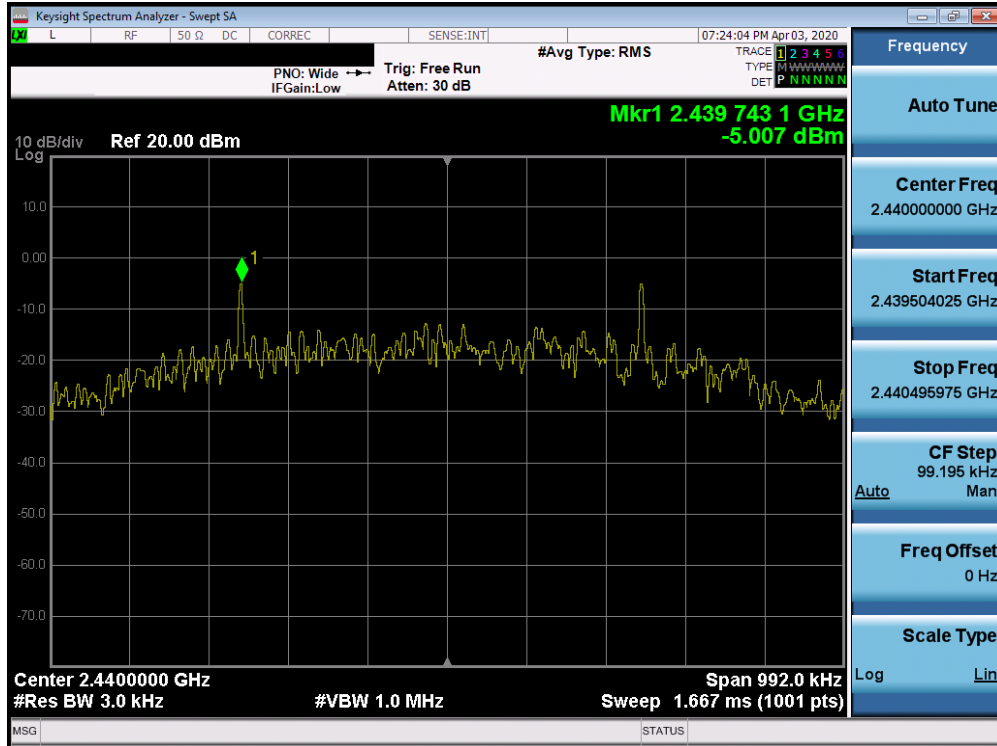 Keysight Spectrum Analyzer - Swept SA
LXI L RF 50 Ω DC CORREC SENSE:INT 07:24:04 PM Apr 03, 2020
Frequency
#Avg Type: RMS
TRACE 1 2 3 4 5 6
PNO: Wide Trig: Free Run
TYPE M WWWWW
IFGain:Low Atten: 30 dB
DET P N N N N N
Mkr1 2.439 743 1 GHz
-5.007 dBm
10 dB/div Ref 20.00 dBm
Log
10.0
0.00
-10.0
-20.0
-30.0
-40.0
-50.0
-60.0
-70.0
1
Center 2.4400000 GHz Span 992.0 kHz
#Res BW 3.0 kHz #VBW 1.0 MHz Sweep 1.667 ms (1001 pts)
Auto Tune
Center Freq
2.440000000 GHz
Start Freq
2.439504025 GHz
Stop Freq
2.440495975 GHz
CF Step
99.195 kHz
Auto Man
Freq Offset
0 Hz
Scale Type
Log Lin
MSG STATUS